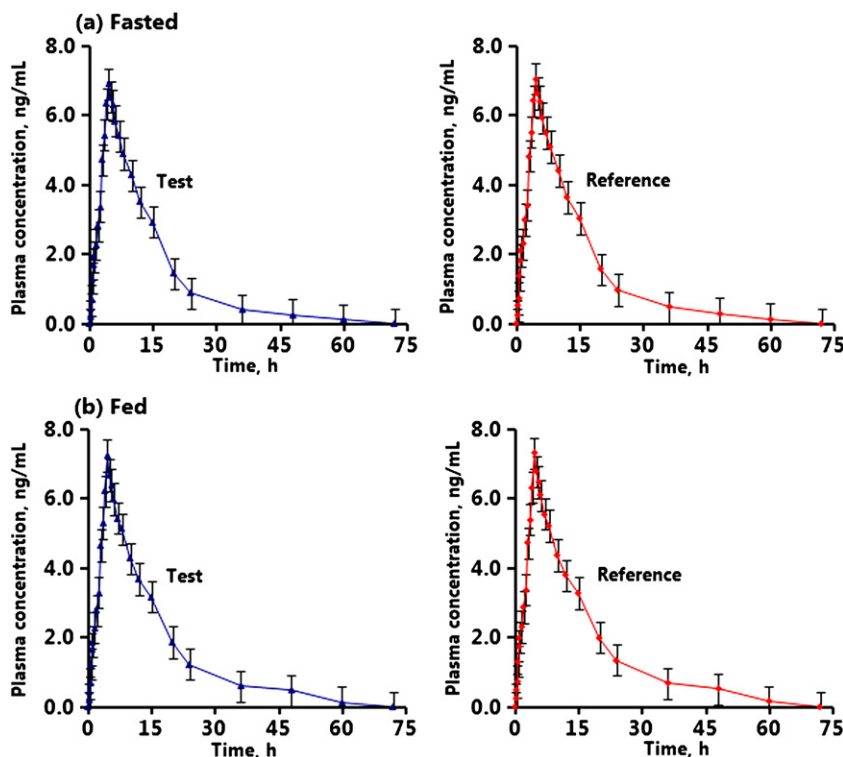 (a) Fasted
Plasma concentration, ng/mL
8.0
6.0
4.0
2.0
0.0
Test
0 15 30 45 60 75
Time, h
Plasma concentration, ng/mL
8.0
6.0
4.0
2.0
0.0
Reference
0 15 30 45 60 75
Time, h
(b) Fed
Plasma concentration, ng/mL
8.0
6.0
4.0
2.0
0.0
Test
0 15 30 45 60 75
Time, h
Plasma concentration, ng/mL
8.0
6.0
4.0
2.0
0.0
Reference
0 15 30 45 60 75
Time, h